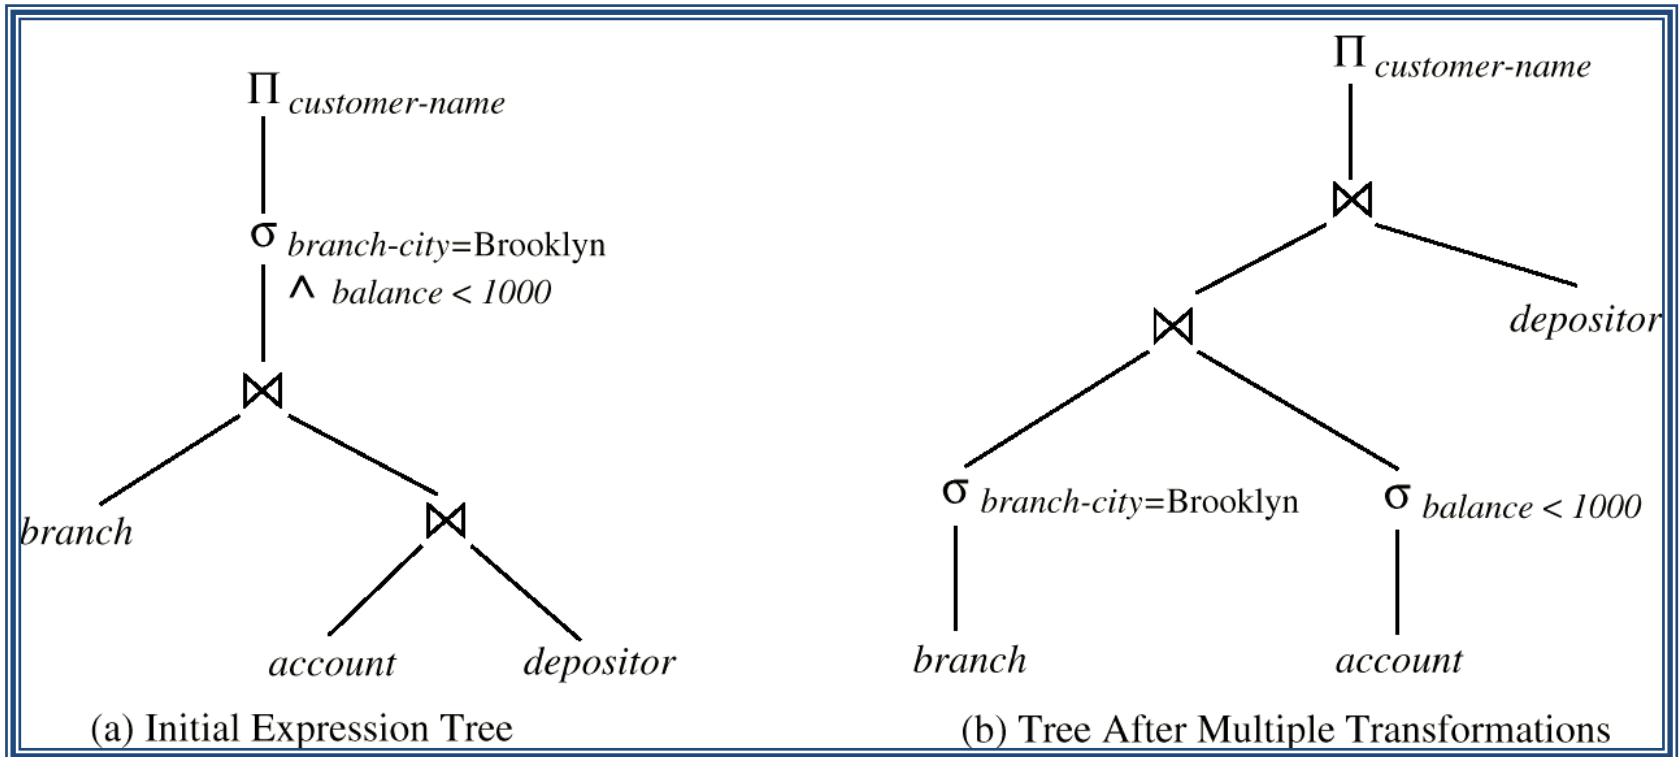 Π customer-name
σ branch-city=Brooklyn
∧ balance < 1000
⋈
branch
⋈
account depositor
(a) Initial Expression Tree
Π customer-name
⋈
depositor
⋈
σ branch-city=Brooklyn σ balance < 1000
branch account
(b) Tree After Multiple Transformations